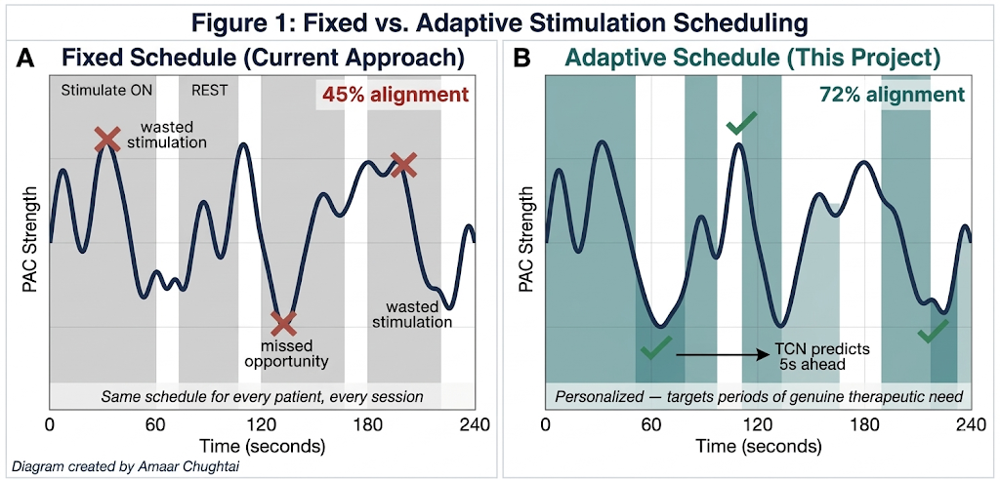 Figure 1: Fixed vs. Adaptive Stimulation Scheduling
A Fixed Schedule (Current Approach)
Stimulate ON
REST
45% alignment
wasted
stimulation
missed
opportunity
wasted
stimulation
Same schedule for every patient, every session
PAC Strength
0 60 120 180 240
Time (seconds)
Diagram created by Amaar Chughtai
B Adaptive Schedule (This Project)
72% alignment
TCN predicts
5s ahead
Personalized — targets periods of genuine therapeutic need
PAC Strength
0 60 120 180 240
Time (seconds)